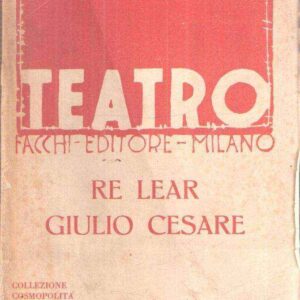 TEATRO
FACCHI-EDITORE-MILANO
RE LEAR
GIULIO CESARE
COLLEZIONE
COSMOPOLITA